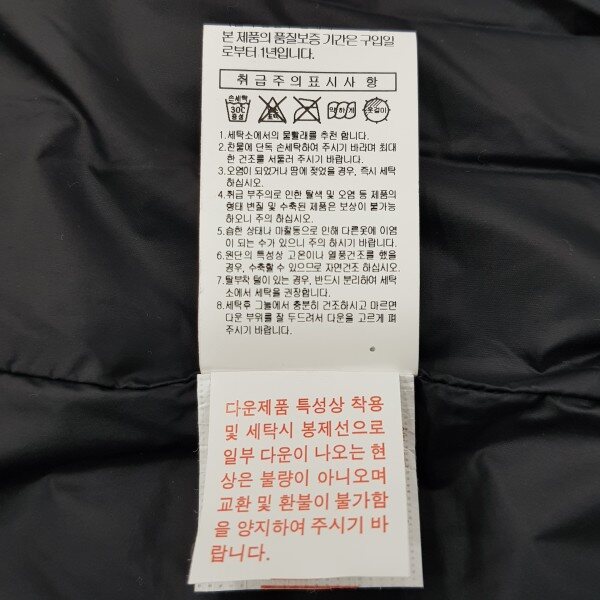 본 제품의 품질보증 기간은 구입일
로부터 1년입니다.
취급주의표시사항
손세탁
30℃
중성
약하게
옷걸이
1.세탁소에서의 물빨래를 추천 합니다.
2.찬물에 단독 손세탁하여 주시기 바라며 최대
한 건조를 서둘러 주시기 바랍니다.
3.오염이 되었거나 땀에 젖었을 경우, 즉시 세탁
하십시오.
4.취급 부주의로 인한 탈색 및 오염 등 제품의
형태 변질 및 수축된 제품은 보상이 불가능
하오니 주의 하십시오.
5.습한 상태나 마찰등으로 인해 다른옷에 이염
이 되는 수가 있으니 주의 하시기 바랍니다.
6.원단의 특성상 고온이나 열풍건조를 했을
경우, 수축할 수 있으므로 자연건조 하십시오.
7.탈부착 털이 있는 경우, 반드시 분리하여 세탁
소에서 세탁을 권장합니다.
8.세탁후 그늘에서 충분히 건조하시고 마르면
다운 부위를 잘 두드려서 다운을 고르게 펴
주시기 바랍니다.
다운제품 특성상 착용
및 세탁시 봉제선으로
일부 다운이 나오는 현
상은 불량이 아니오며
교환 및 환불이 불가함
을 양지하여 주시기 바
랍니다.